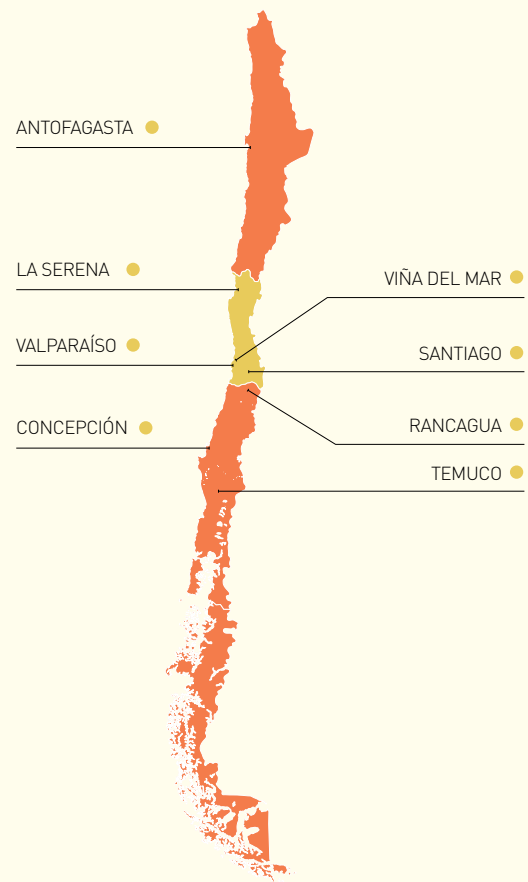 ANTOFAGASTA
LA SERENA
VIÑA DEL MAR
VALPARAÍSO
SANTIAGO
CONCEPCIÓN
RANCAGUA
TEMUCO